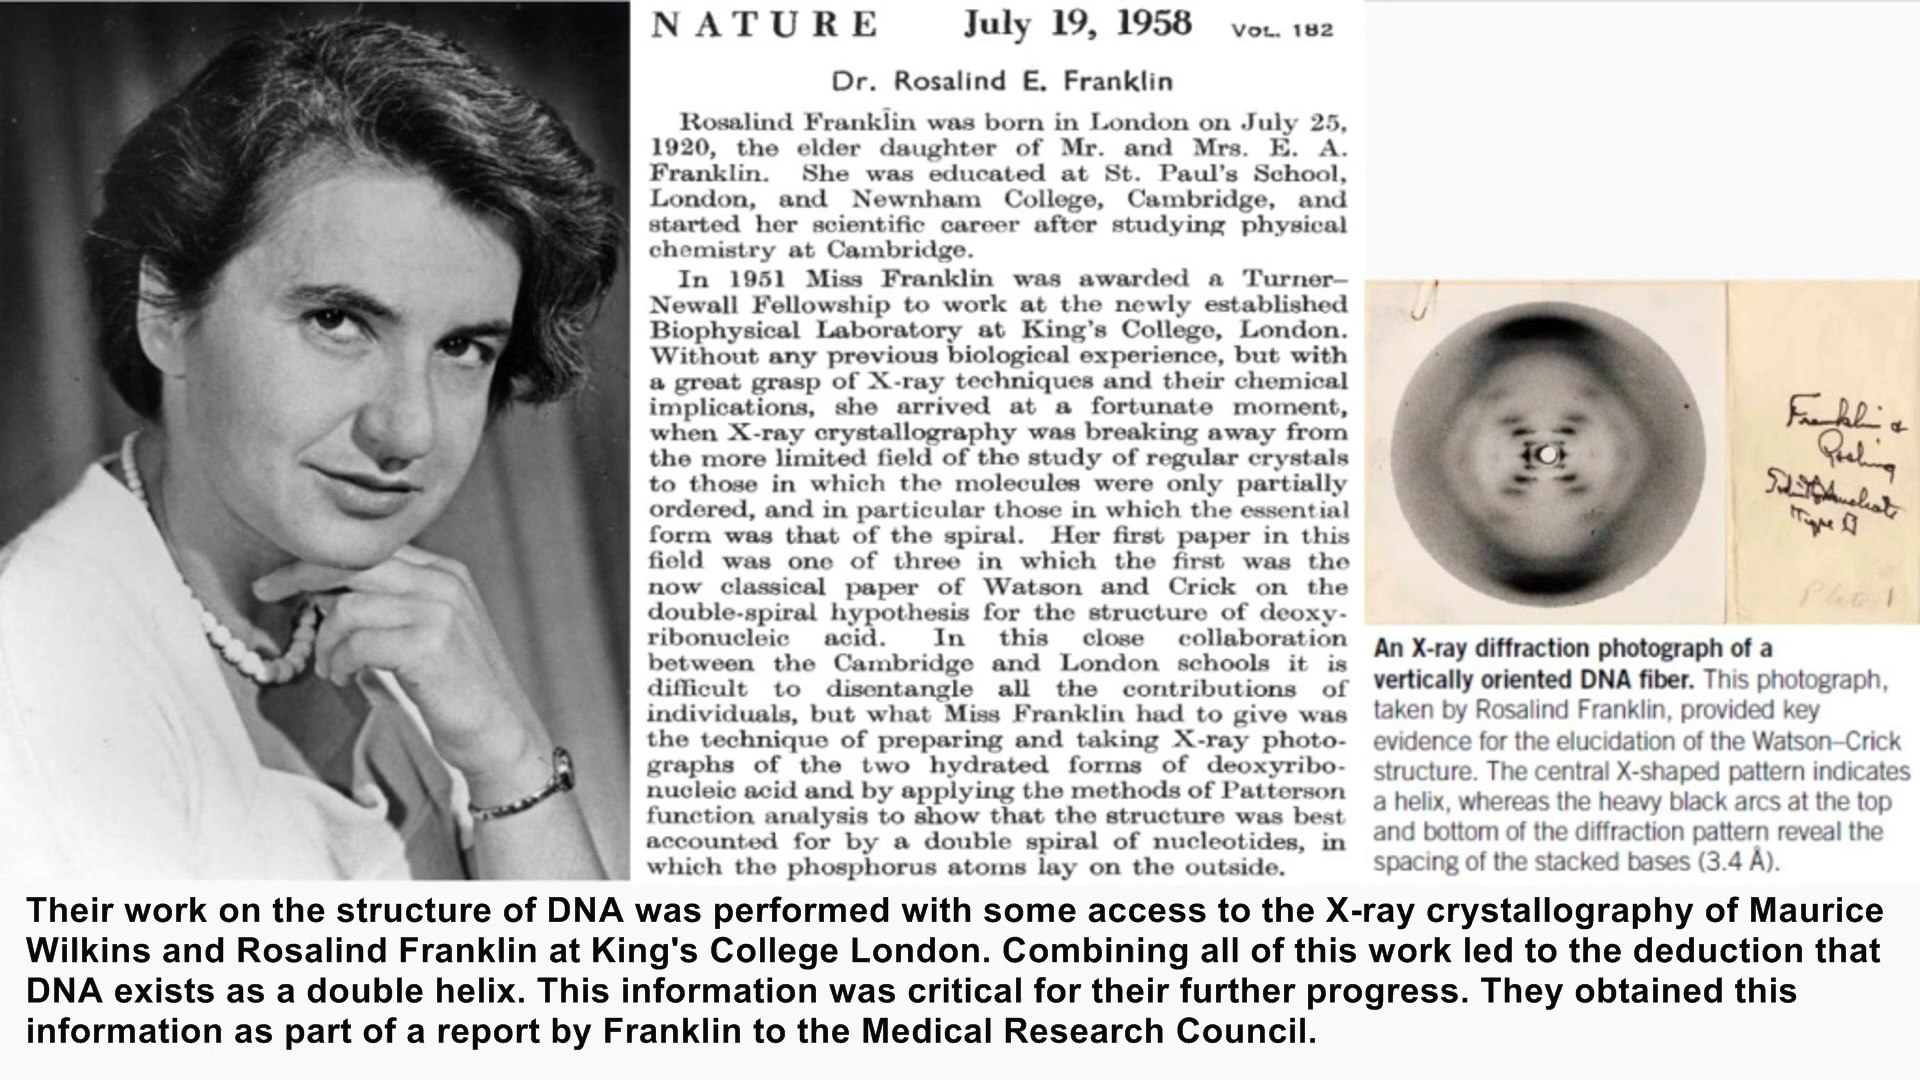 NATURE July 19, 1958 VOL. 182
Dr. Rosalind E. Franklin
Rosalind Franklin was born in London on July 25,
1920, the elder daughter of Mr. and Mrs. E. A.
Franklin. She was educated at St. Paul's School,
London, and Newnham College, Cambridge, and
started her scientific career after studying physical
chemistry at Cambridge.
In 1951 Miss Franklin was awarded a Turner–
Newall Fellowship to work at the newly established
Biophysical Laboratory at King's College, London.
Without any previous biological experience, but with
a great grasp of X-ray techniques and their chemical
implications, she arrived at a fortunate moment,
when X-ray crystallography was breaking away from
the more limited field of the study of regular crystals
to those in which the molecules were only partially
ordered, and in particular those in which the essential
form was that of the spiral. Her first paper in this
field was one of three in which the first was the
now classical paper of Watson and Crick on the
double-spiral hypothesis for the structure of deoxy-
ribonucleic acid. In this close collaboration
between the Cambridge and London schools it is
difficult to disentangle all the contributions of
individuals, but what Miss Franklin had to give was
the technique of preparing and taking X-ray photo-
graphs of the two hydrated forms of deoxyribo-
nucleic acid and by applying the methods of Patterson
function analysis to show that the structure was best
accounted for by a double spiral of nucleotides, in
which the phosphorus atoms lay on the outside.
Franklin &
Gosling
Type B
Plate 1
An X-ray diffraction photograph of a
vertically oriented DNA fiber. This photograph,
taken by Rosalind Franklin, provided key
evidence for the elucidation of the Watson–Crick
structure. The central X-shaped pattern indicates
a helix, whereas the heavy black arcs at the top
and bottom of the diffraction pattern reveal the
spacing of the stacked bases (3.4 Å).
Their work on the structure of DNA was performed with some access to the X-ray crystallography of Maurice
Wilkins and Rosalind Franklin at King's College London. Combining all of this work led to the deduction that
DNA exists as a double helix. This information was critical for their further progress. They obtained this
information as part of a report by Franklin to the Medical Research Council.